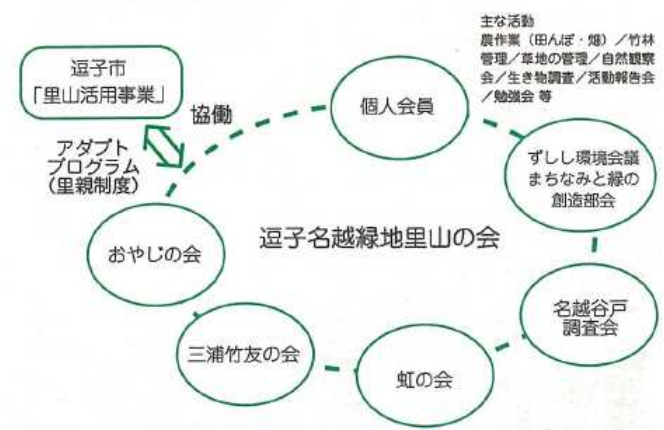 主な活動
農作業(田んぼ・畑)/竹林
管理/草地の管理/自然観察
会/生き物調査/活動報告会
/勉強会 等
逗子市
「里山活用事業」
協働
アダプト
プログラム
(里親制度)
個人会員
ずしし環境会議
まちなみと緑の
創造部会
逗子名越緑地里山の会
おやじの会
名越谷戸
調査会
三浦竹友の会
虹の会